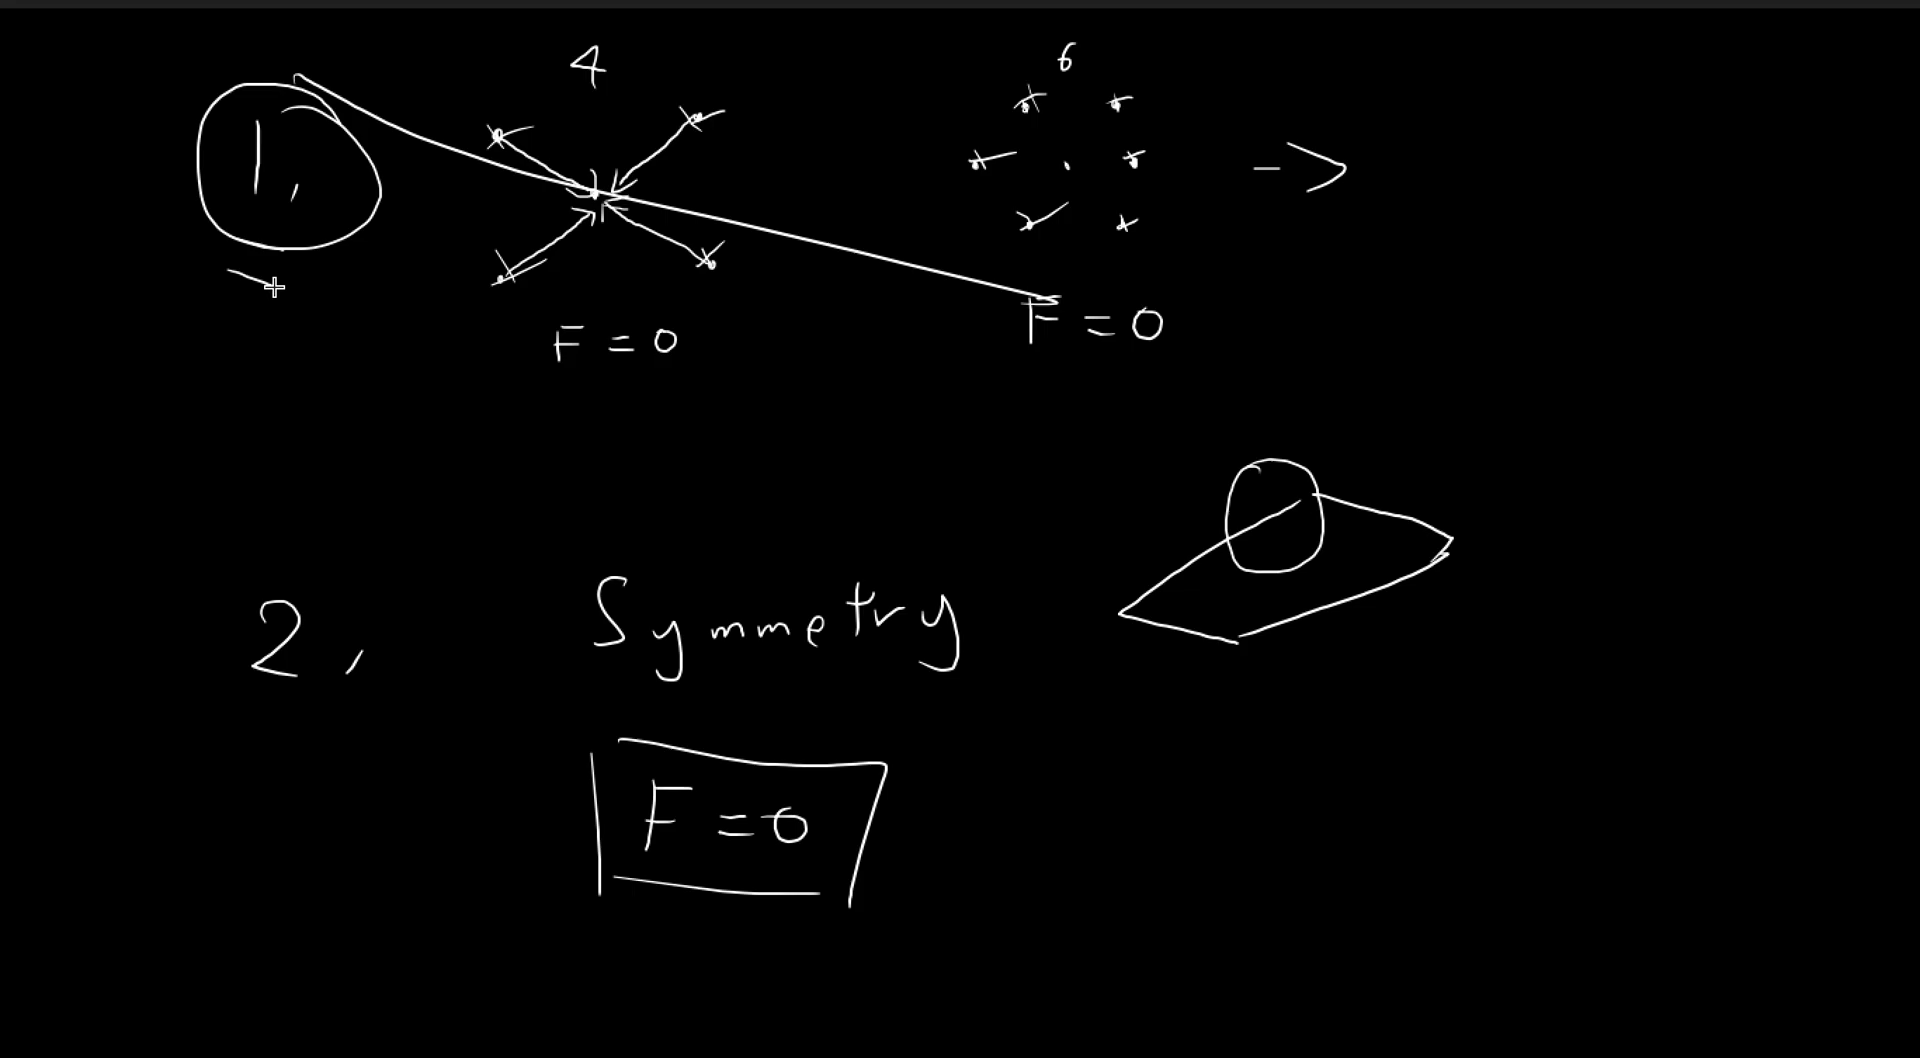 4 6
1,
->
F = 0 F = 0
2, Symmetry
F = 0